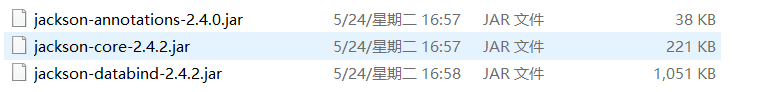 jackson-annotations-2.4.0.jar 5/24/星期二 16:57 JAR 文件 38 KB
jackson-core-2.4.2.jar 5/24/星期二 16:57 JAR 文件 221 KB
jackson-databind-2.4.2.jar 5/24/星期二 16:58 JAR 文件 1,051 KB